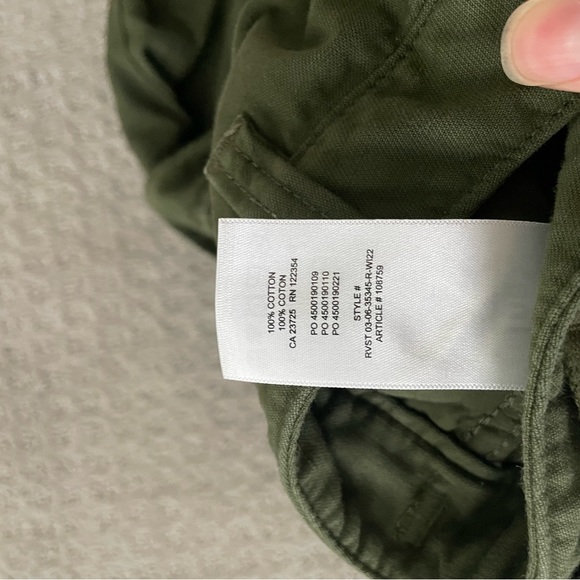 100% COTTON
100% COTON
CA 23725 RN 122354
PO 4500190109
PO 4500190110
PO 4500190221
STYLE #
RVST 03-06-35345-R-WI22
ARTICLE # 108759